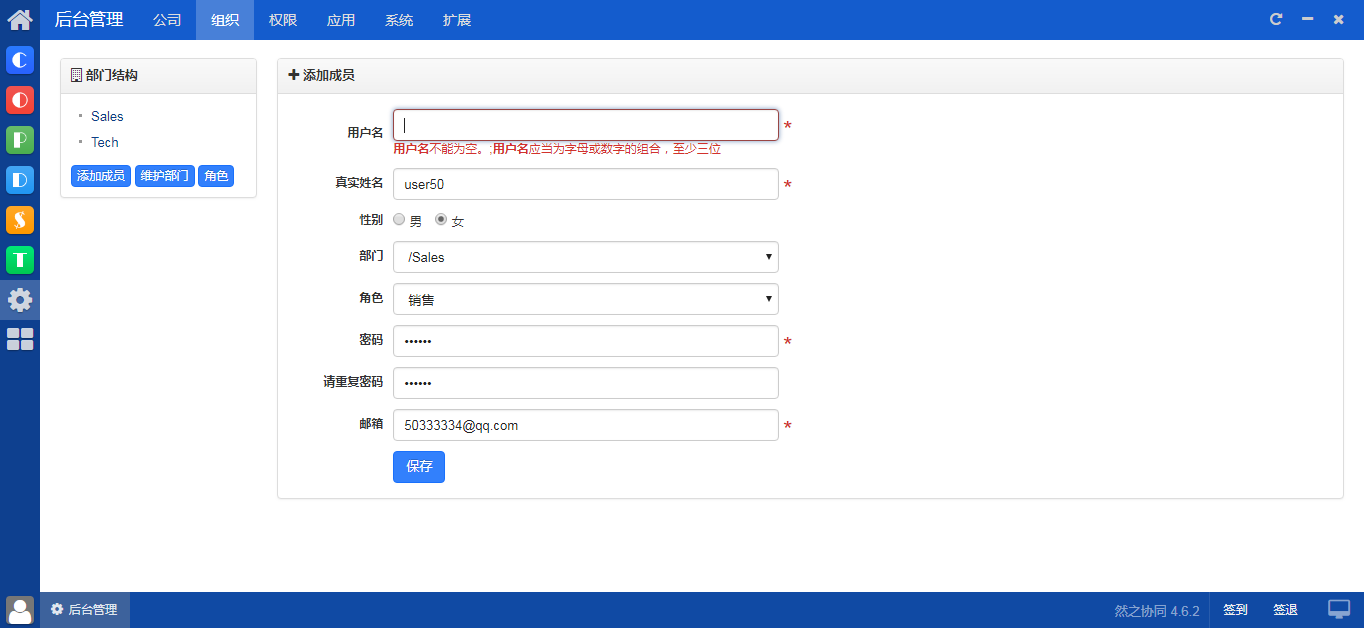 后台管理 公司 组织 权限 应用 系统 扩展
部门结构
Sales
Tech
添加成员 维护部门 角色
添加成员
用户名 *
用户名不能为空。;用户名应当为字母或数字的组合，至少三位
真实姓名 user50 *
性别 男 女
部门 /Sales
角色 销售
密码 •••••• *
请重复密码 ••••••
邮箱 50333334@qq.com *
保存
后台管理 然之协同 4.6.2 签到 签退